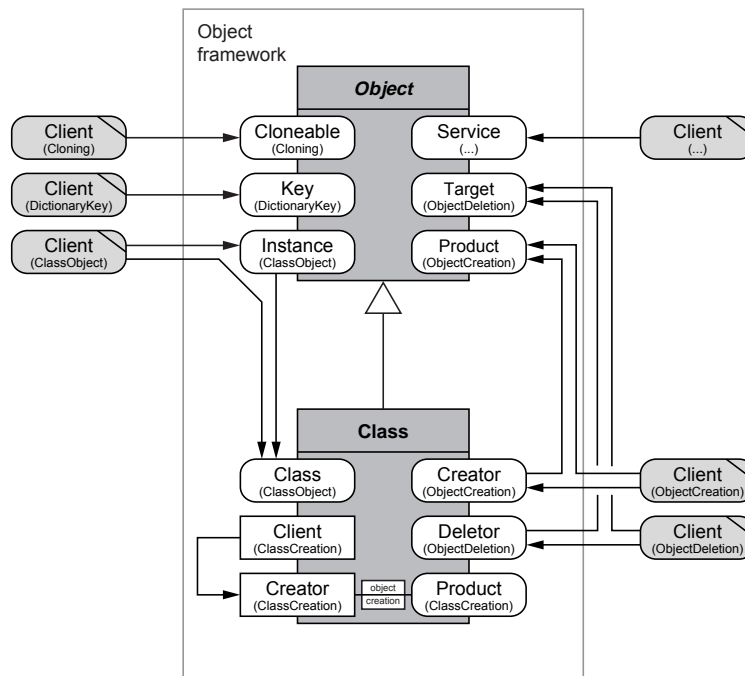 Object
framework
Object
Client
(Cloning)
Cloneable
(Cloning)
Service
(...)
Client
(...)
Client
(DictionaryKey)
Key
(DictionaryKey)
Target
(ObjectDeletion)
Client
(ClassObject)
Instance
(ClassObject)
Product
(ObjectCreation)
Class
Class
(ClassObject)
Creator
(ObjectCreation)
Client
(ObjectCreation)
Client
(ClassCreation)
Deletor
(ObjectDeletion)
Client
(ObjectDeletion)
Creator
(ClassCreation)
object
creation
Product
(ClassCreation)